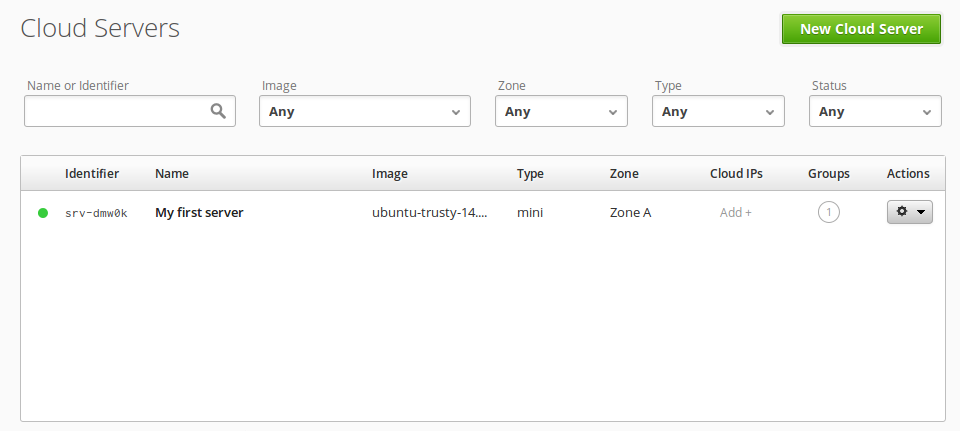 Cloud Servers New Cloud Server
Name or Identifier Image Zone Type Status
Any Any Any Any
Identifier Name Image Type Zone Cloud IPs Groups Actions
srv-dmw0k My first server ubuntu-trusty-14.... mini Zone A Add + 1